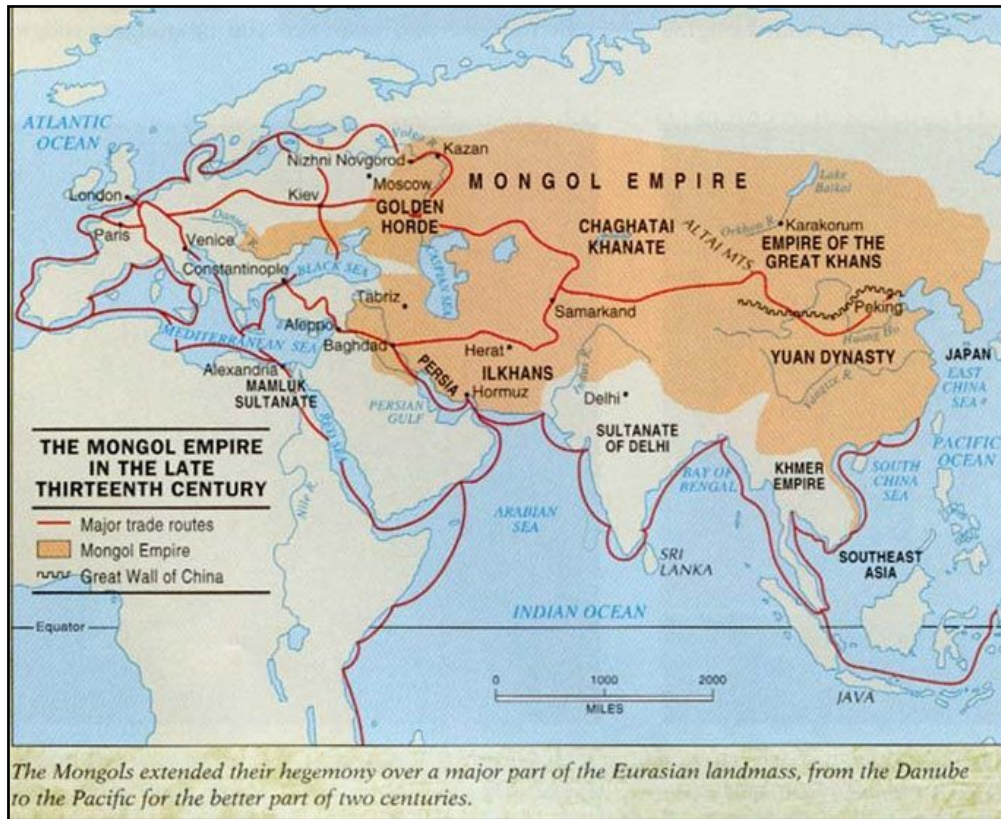 ATLANTIC
OCEAN
London
Paris
Venice
Danube R.
Constantinople
BLACK SEA
Nizhni Novgorod
Volga R.
Kazan
Moscow
Kiev
GOLDEN
HORDE
MONGOL EMPIRE
CHAGHATAI
KHANATE
ALTAI MTS
Lake
Baikal
Orkhon R.
Karakorum
EMPIRE OF THE
GREAT KHANS
Peking
Huang Ho
YUAN DYNASTY
Yangtze R.
JAPAN
EAST
CHINA
SEA
PACIFIC
OCEAN
CASPIAN SEA
Tabriz
Samarkand
Aleppo
Baghdad
MEDITERRANEAN SEA
Alexandria
MAMLUK
SULTANATE
RED SEA
Nile R.
Herat
PERSIA
ILKHANS
Hormuz
PERSIAN
GULF
Indus R.
Delhi
SULTANATE
OF DELHI
BAY OF
BENGAL
KHMER
EMPIRE
SOUTH
CHINA
SEA
ARABIAN
SEA
SRI
LANKA
SOUTHEAST
ASIA
INDIAN OCEAN
Equator
JAVA
THE MONGOL EMPIRE
IN THE LATE
THIRTEENTH CENTURY
Major trade routes
Mongol Empire
Great Wall of China
0 1000 2000
MILES
The Mongols extended their hegemony over a major part of the Eurasian landmass, from the Danube
to the Pacific for the better part of two centuries.